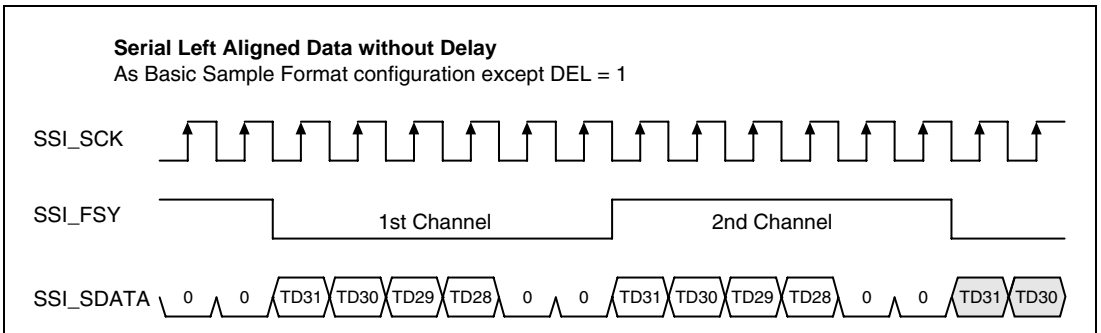 Serial Left Aligned Data without Delay
As Basic Sample Format configuration except DEL = 1
SSI_SCK
SSI_FSY 1st Channel 2nd Channel
SSI_SDATA 0 0 TD31 TD30 TD29 TD28 0 0 TD31 TD30 TD29 TD28 0 0 TD31 TD30